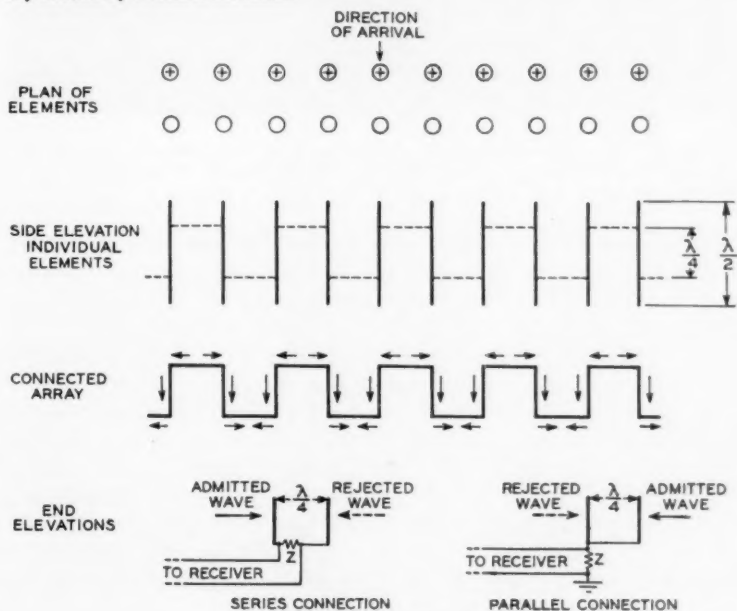 DIRECTION
OF ARRIVAL
PLAN OF
ELEMENTS
SIDE ELEVATION
INDIVIDUAL
ELEMENTS
λ/4
λ/2
CONNECTED
ARRAY
END
ELEVATIONS
ADMITTED
WAVE
λ/4
REJECTED
WAVE
Z
TO RECEIVER
SERIES CONNECTION
REJECTED
WAVE
λ/4
ADMITTED
WAVE
Z
TO RECEIVER
PARALLEL CONNECTION